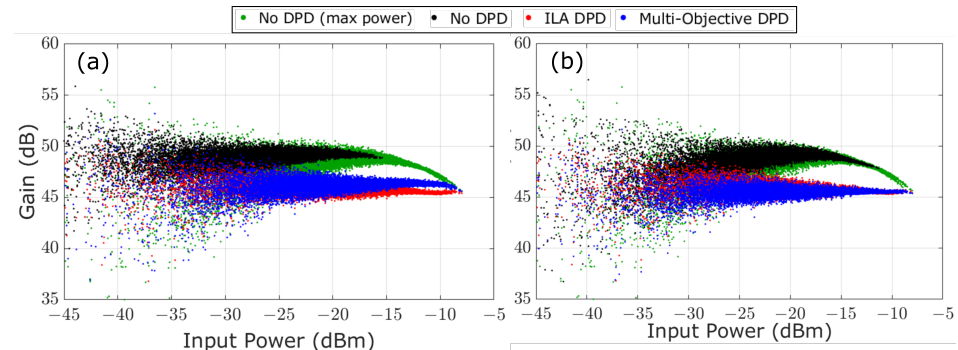 No DPD (max power) No DPD ILA DPD Multi-Objective DPD
(a)
60
55
50
45
40
35
Gain (dB)
−45 −40 −35 −30 −25 −20 −15 −10 −5
Input Power (dBm)
(b)
60
55
50
45
40
35
−45 −40 −35 −30 −25 −20 −15 −10 −5
Input Power (dBm)